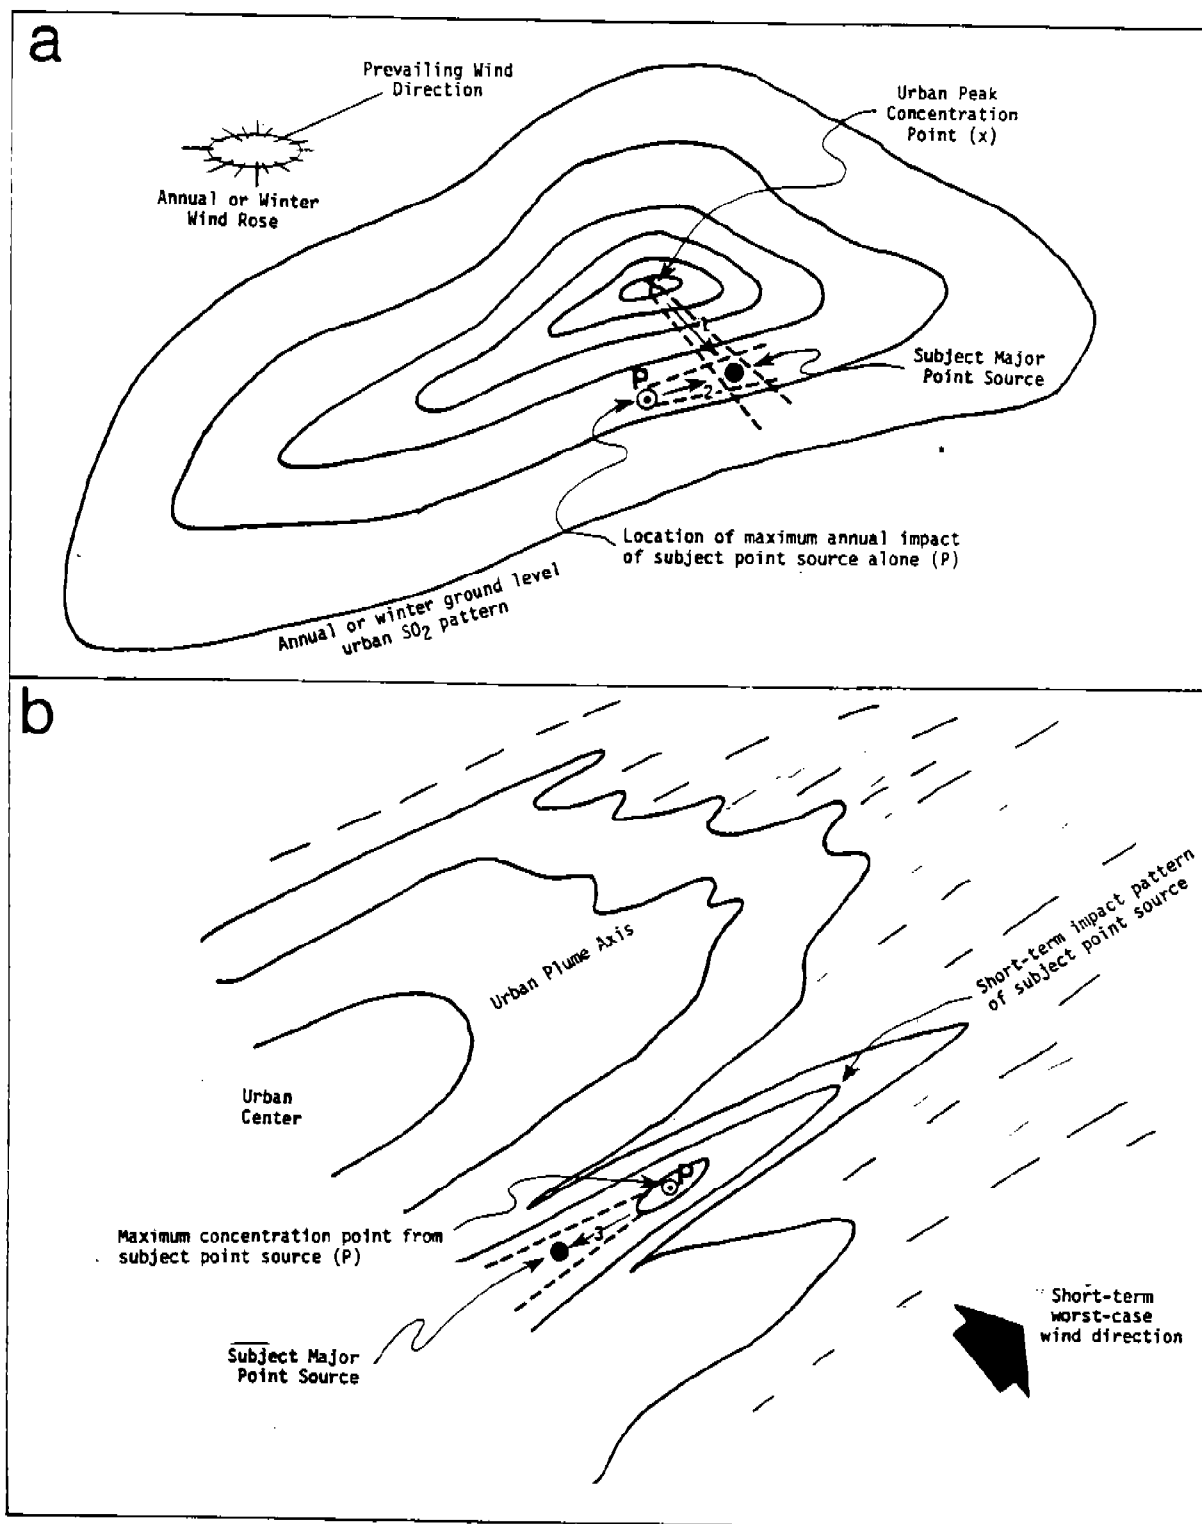 a
Prevailing Wind
Direction
Urban Peak
Concentration
Point (x)
Annual or Winter
Wind Rose
1
Subject Major
Point Source
P
2
Location of maximum annual impact
of subject point source alone (P)
Annual or winter ground level
urban SO2 pattern
b
Short-term impact pattern
of subject point source
Urban Plume Axis
Urban
Center
P
3
Maximum concentration point from
subject point source (P)
Short-term
worst-case
wind direction
Subject Major
Point Source